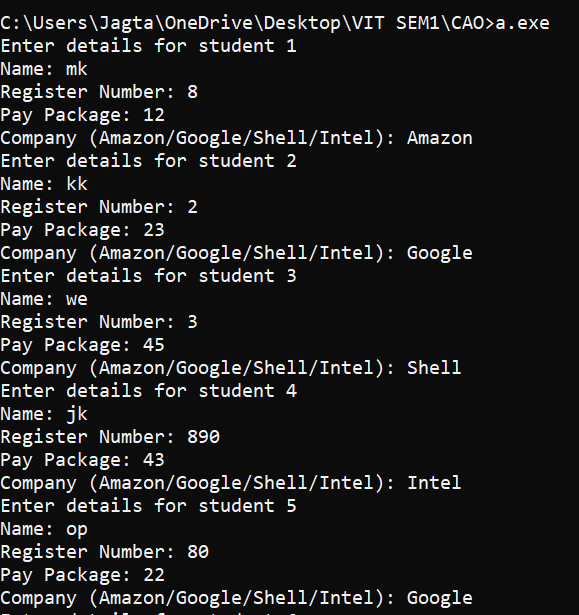 C:\Users\Jagta\OneDrive\Desktop\VIT SEM1\CAO>a.exe
Enter details for student 1
Name: mk
Register Number: 8
Pay Package: 12
Company (Amazon/Google/Shell/Intel): Amazon
Enter details for student 2
Name: kk
Register Number: 2
Pay Package: 23
Company (Amazon/Google/Shell/Intel): Google
Enter details for student 3
Name: we
Register Number: 3
Pay Package: 45
Company (Amazon/Google/Shell/Intel): Shell
Enter details for student 4
Name: jk
Register Number: 890
Pay Package: 43
Company (Amazon/Google/Shell/Intel): Intel
Enter details for student 5
Name: op
Register Number: 80
Pay Package: 22
Company (Amazon/Google/Shell/Intel): Google